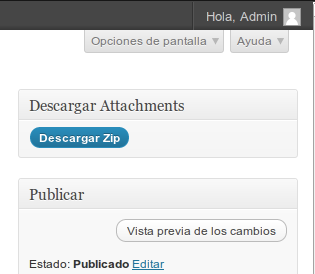 Hola, Admin
Opciones de pantalla Ayuda
Descargar Attachments
Descargar Zip
Publicar
Vista previa de los cambios
Estado: Publicado Editar